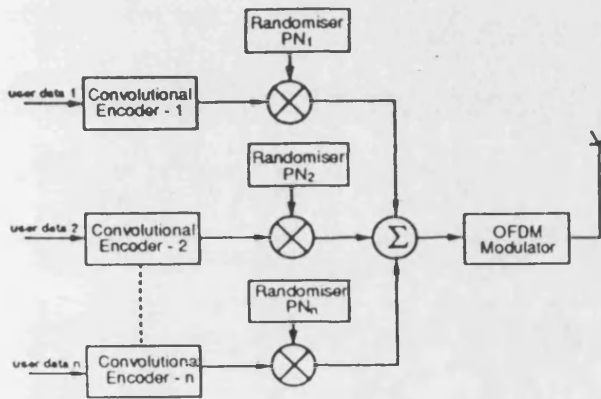 Randomiser
PN1
user data 1
Convolutional
Encoder - 1
Randomiser
PN2
user data 2
Convolutional
Encoder - 2
Σ
OFDM
Modulator
Randomiser
PNn
user data n
Convolutional
Encoder - n